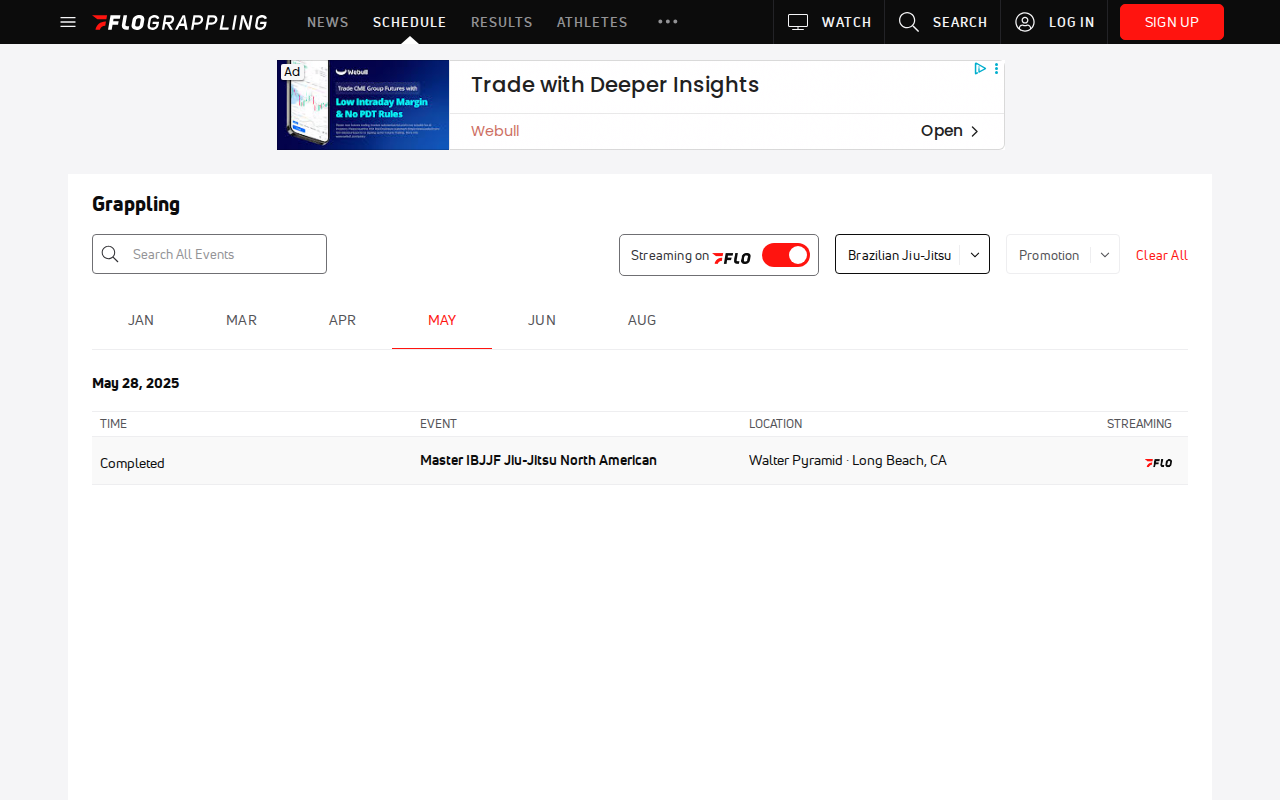 FLOGRAPPLING NEWS SCHEDULE RESULTS ATHLETES WATCH SEARCH LOG IN SIGN UP
Ad
Webull
Trade CME Group Futures with
Low Intraday Margin
& No PDT Rules
Trade with Deeper Insights
Webull Open
Grappling
Search All Events Streaming on FLO Brazilian Jiu-Jitsu Promotion Clear All
JAN MAR APR MAY JUN AUG
May 28, 2025
TIME EVENT LOCATION STREAMING
Completed Master IBJJF Jiu-Jitsu North American Walter Pyramid · Long Beach, CA FLO